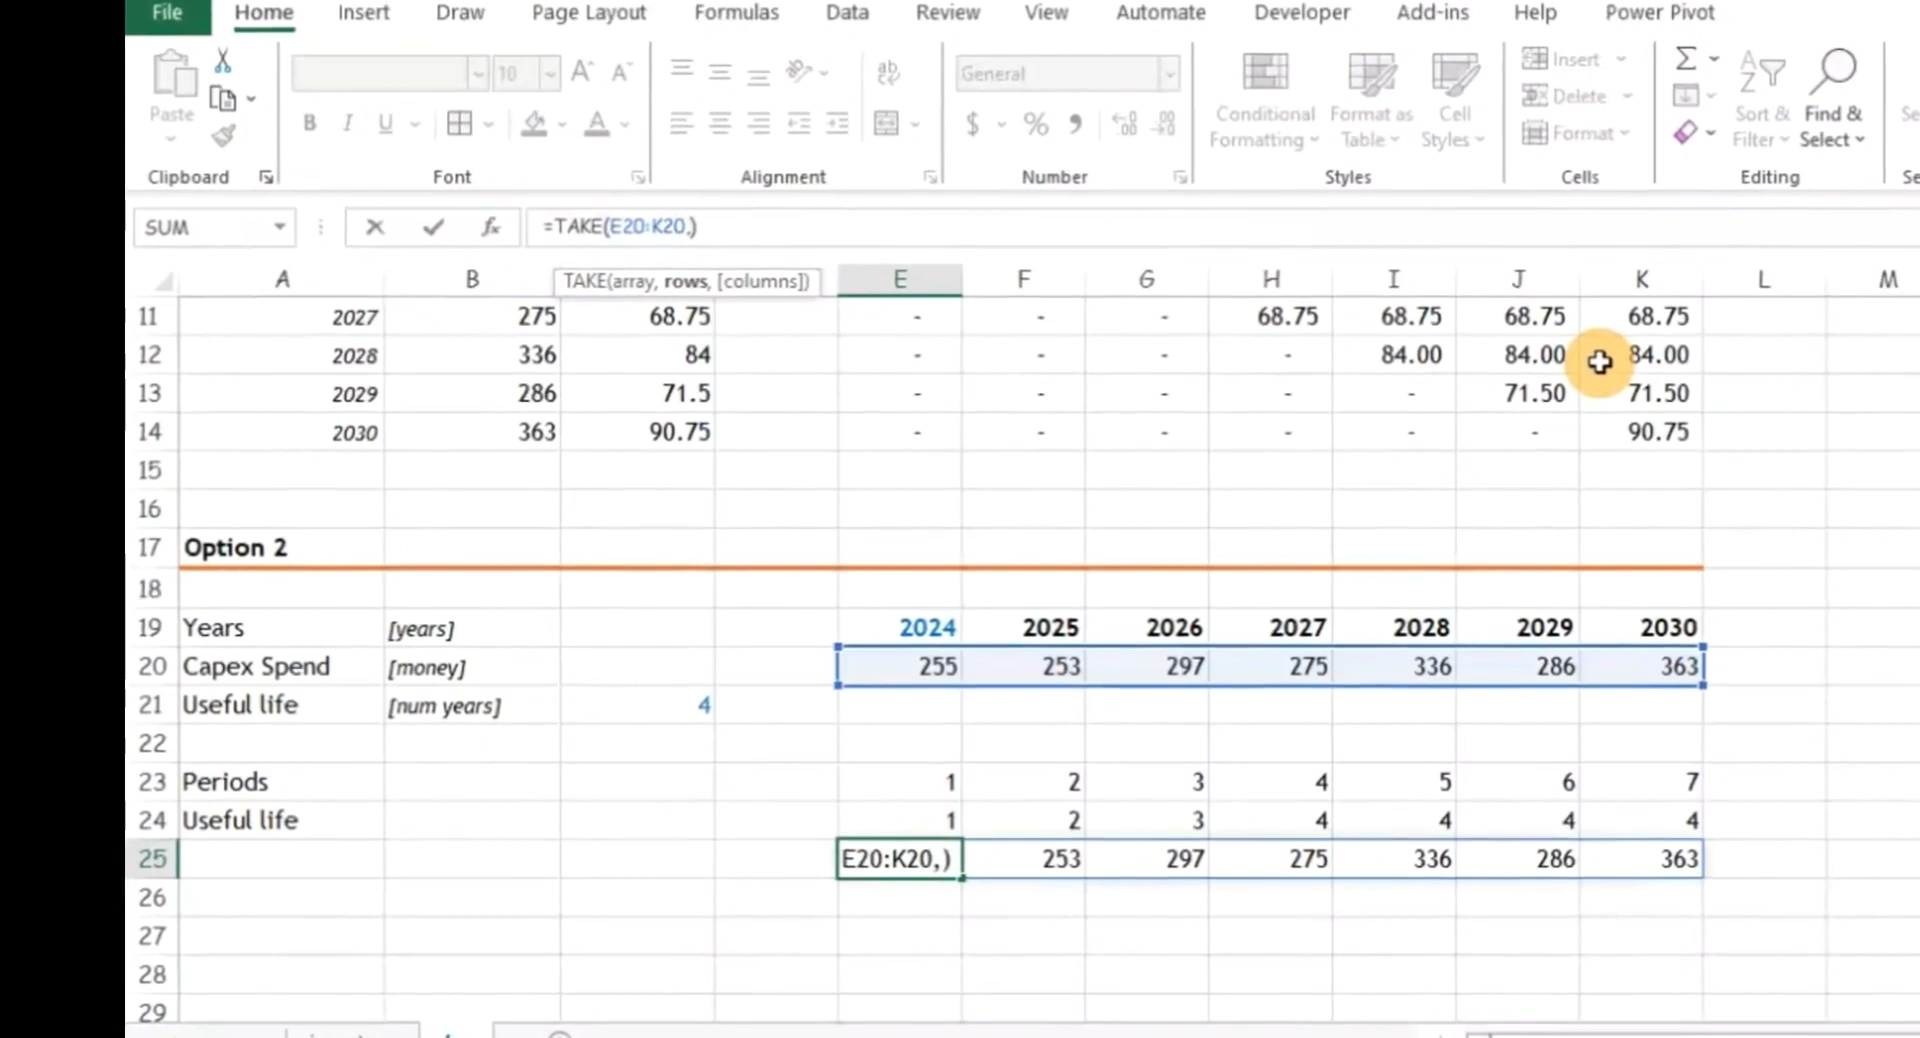 File Home Insert Draw Page Layout Formulas Data Review View Automate Developer Add-ins Help Power Pivot
Paste
10
General
B I U
$ % 9
Conditional Formatting
Format as Table
Cell Styles
Insert
Delete
Format
Sort & Filter
Find & Select
Clipboard Font Alignment Number Styles Cells Editing
SUM fx =TAKE(E20:K20,)
TAKE(array, rows, [columns])
A B E F G H I J K L M
11 2027 275 68.75 - - - 68.75 68.75 68.75 68.75
12 2028 336 84 - - - - 84.00 84.00 84.00
13 2029 286 71.5 - - - - - 71.50 71.50
14 2030 363 90.75 - - - - - - 90.75
15
16
17 Option 2
18
19 Years [years] 2024 2025 2026 2027 2028 2029 2030
20 Capex Spend [money] 255 253 297 275 336 286 363
21 Useful life [num years] 4
22
23 Periods 1 2 3 4 5 6 7
24 Useful life 1 2 3 4 4 4 4
25 E20:K20,) 253 297 275 336 286 363
26
27
28
29